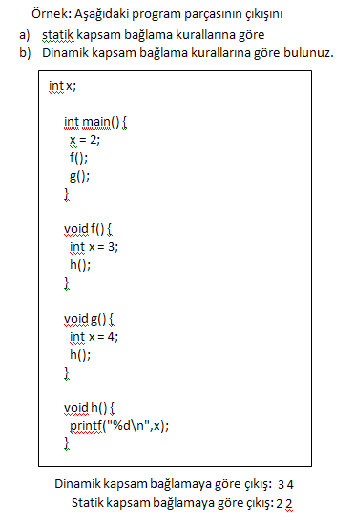 Örnek: Aşağıdaki program parçasının çıkışını
a) statik kapsam bağlama kurallarına göre
b) Dinamik kapsam bağlama kurallarına göre bulunuz.
int x;
int main() {
x = 2;
f();
g();
}
void f() {
int x = 3;
h();
}
void g() {
int x = 4;
h();
}
void h() {
printf("%d\n",x);
}
Dinamik kapsam bağlamaya göre çıkış: 3 4
Statik kapsam bağlamaya göre çıkış: 2 2